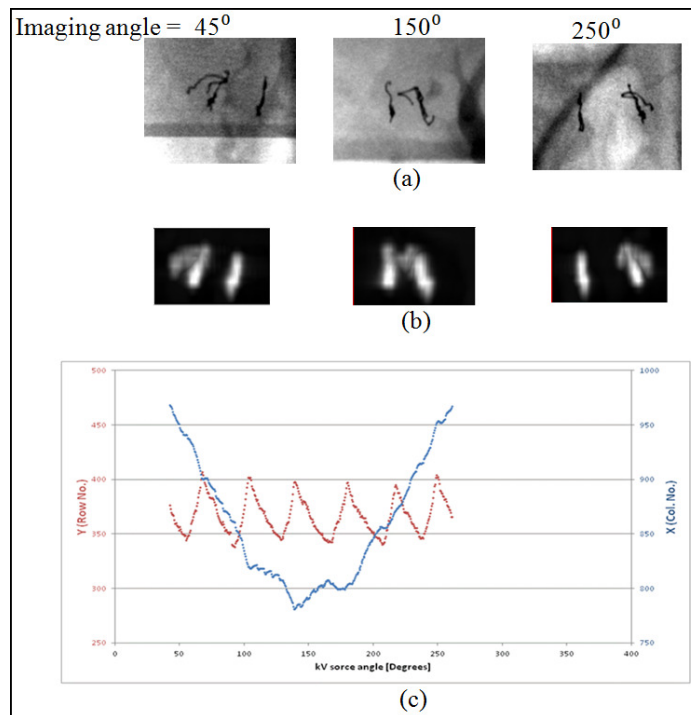 Imaging angle = 45⁰ 150⁰ 250⁰
(a)
(b)
500
450
400
350
300
250
Y (Row No.)
1000
950
900
850
800
750
X (Col. No.)
0 50 100 150 200 250 300 350 400
kV sorce angle [Degrees]
(c)